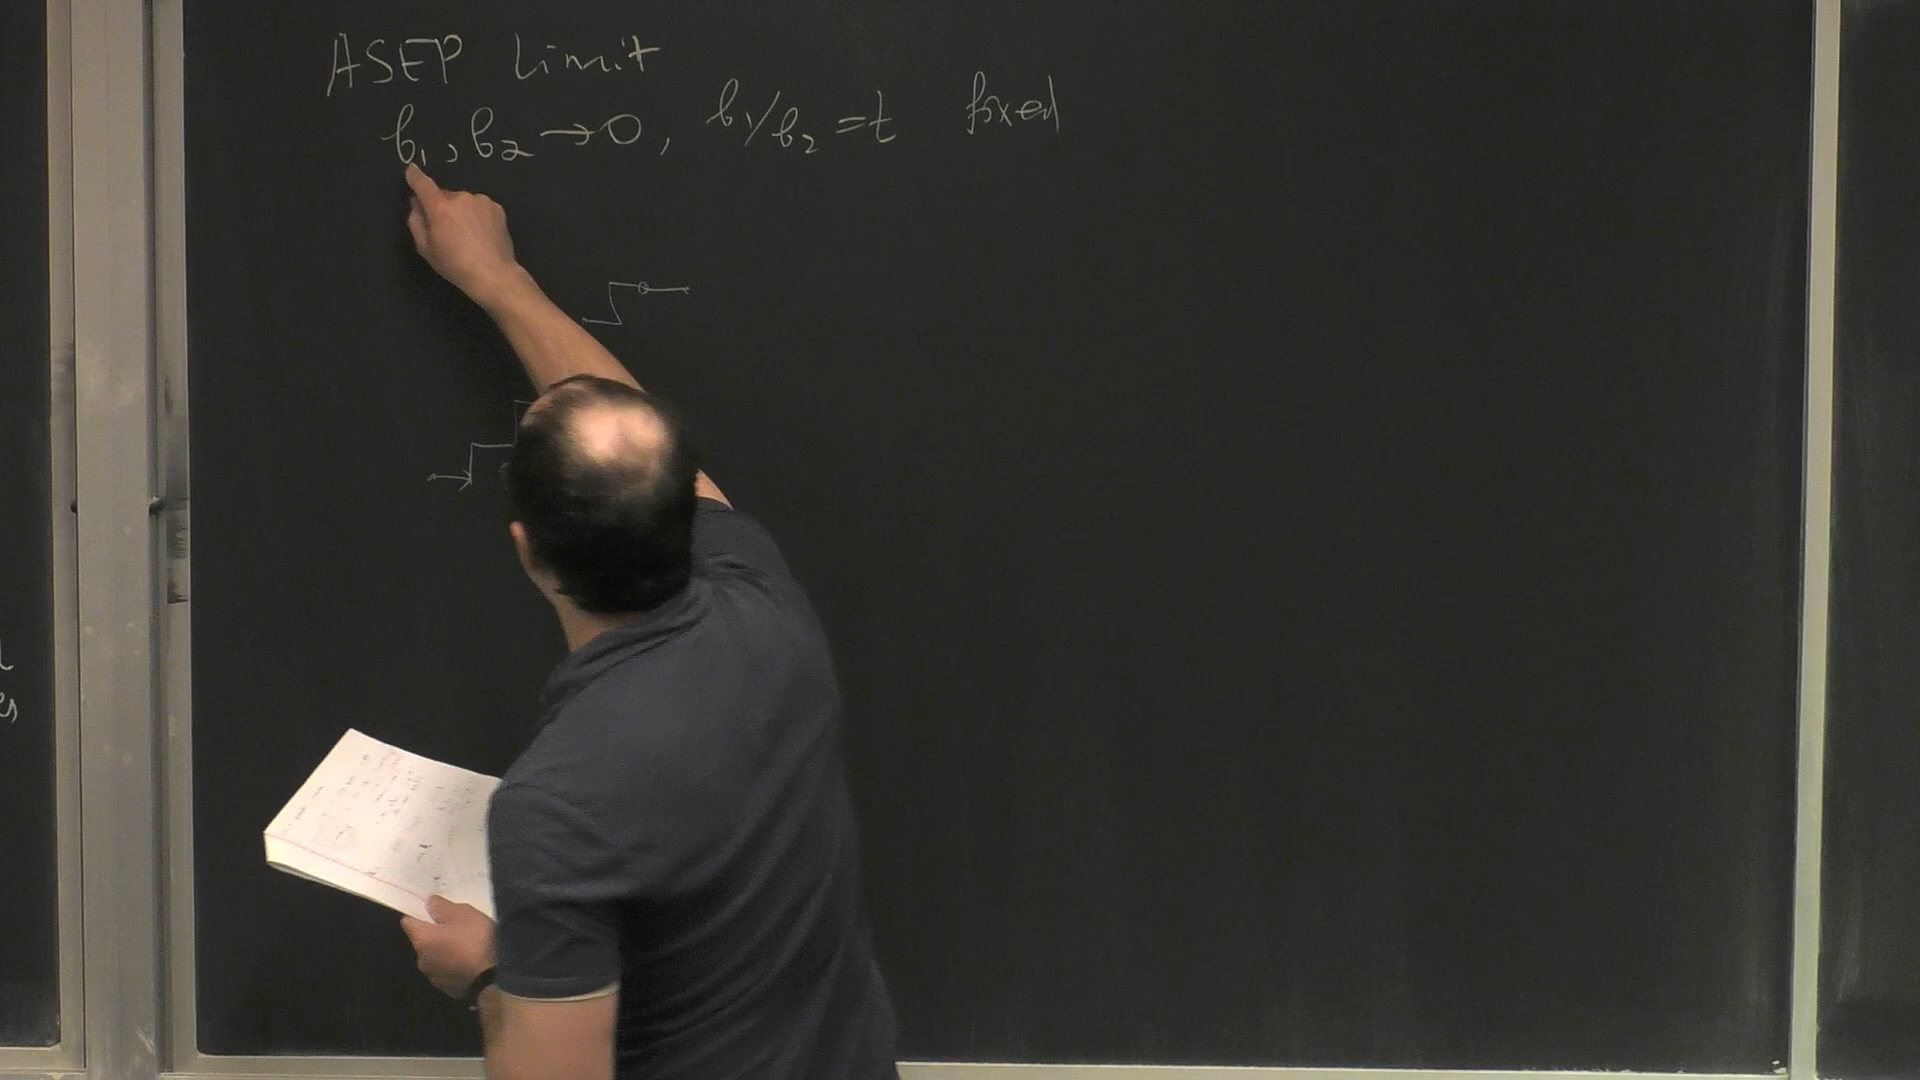 ASEP Limit
b₁, b₂ → 0, b₁/b₂ = t fixed